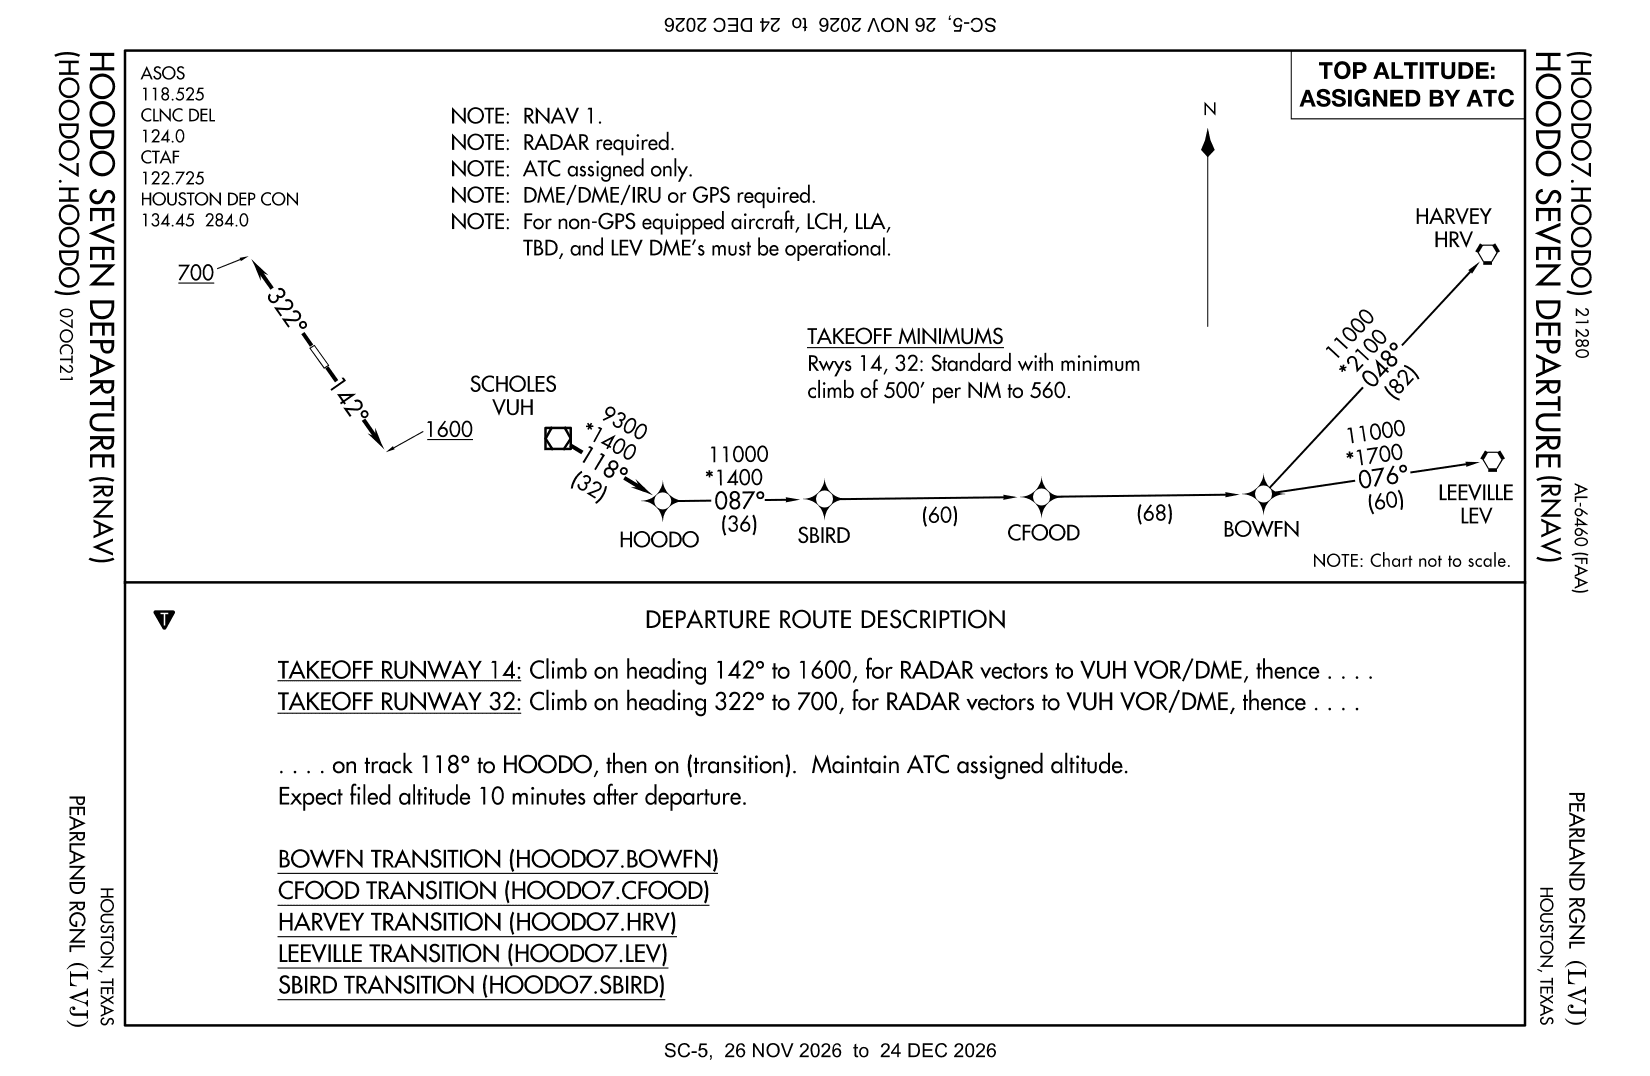 SC-5, 26 NOV 2026 to 24 DEC 2026
(HOODO7.HOODO) 07OCT21
HOODO SEVEN DEPARTURE (RNAV)
PEARLAND RGNL (LVJ)
HOUSTON, TEXAS
ASOS
118.525
CLNC DEL
124.0
CTAF
122.725
HOUSTON DEP CON
134.45 284.0
NOTE: RNAV 1.
NOTE: RADAR required.
NOTE: ATC assigned only.
NOTE: DME/DME/IRU or GPS required.
NOTE: For non-GPS equipped aircraft, LCH, LLA,
TBD, and LEV DME's must be operational.
TOP ALTITUDE:
ASSIGNED BY ATC
N
700
322°
142°
1600
TAKEOFF MINIMUMS
Rwys 14, 32: Standard with minimum
climb of 500' per NM to 560.
SCHOLES
VUH
9300
*1400
118°
(32)
HOODO
11000
*1400
087°
(36)
SBIRD
(60)
CFOOD
(68)
BOWFN
11000
*2100
048°
(82)
HARVEY
HRV
11000
*1700
076°
(60)
LEEVILLE
LEV
NOTE: Chart not to scale.
T
DEPARTURE ROUTE DESCRIPTION
TAKEOFF RUNWAY 14: Climb on heading 142° to 1600, for RADAR vectors to VUH VOR/DME, thence . . . .
TAKEOFF RUNWAY 32: Climb on heading 322° to 700, for RADAR vectors to VUH VOR/DME, thence . . . .
. . . . on track 118° to HOODO, then on (transition). Maintain ATC assigned altitude.
Expect filed altitude 10 minutes after departure.
BOWFN TRANSITION (HOODO7.BOWFN)
CFOOD TRANSITION (HOODO7.CFOOD)
HARVEY TRANSITION (HOODO7.HRV)
LEEVILLE TRANSITION (HOODO7.LEV)
SBIRD TRANSITION (HOODO7.SBIRD)
(HOODO7.HOODO) 21280
AL-6460 (FAA)
HOODO SEVEN DEPARTURE (RNAV)
PEARLAND RGNL (LVJ)
HOUSTON, TEXAS
SC-5, 26 NOV 2026 to 24 DEC 2026